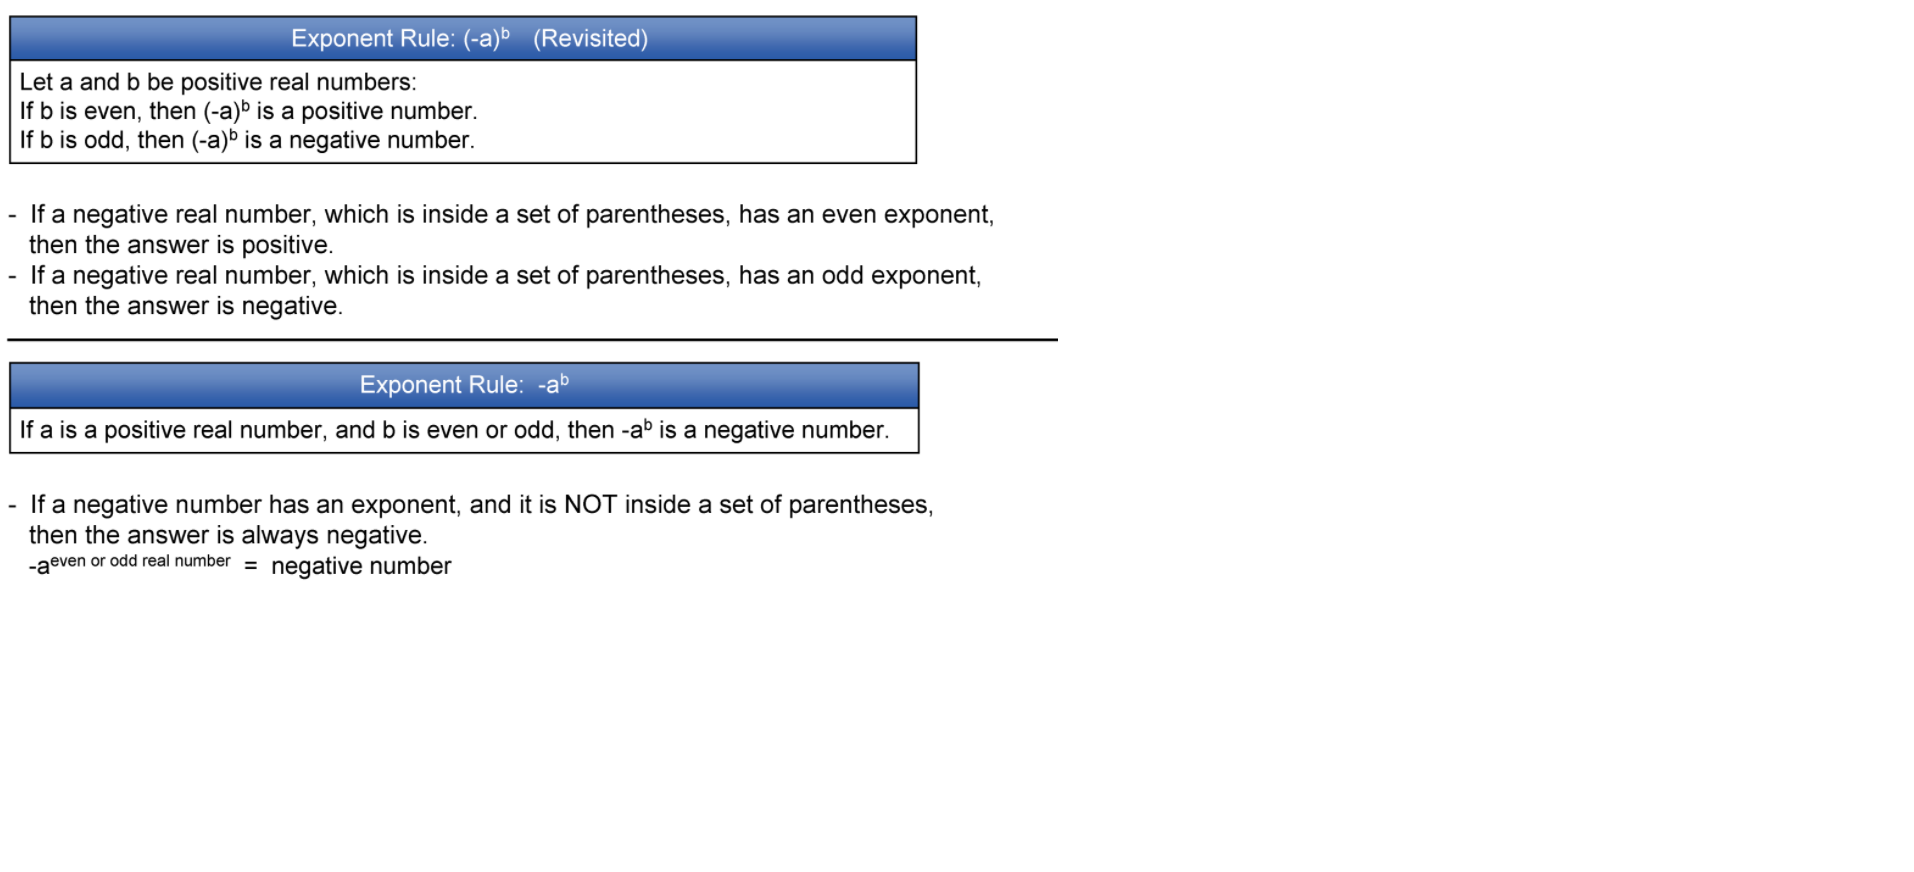 Exponent Rule: (-a)ᵇ (Revisited)
Let a and b be positive real numbers:
If b is even, then (-a)ᵇ is a positive number.
If b is odd, then (-a)ᵇ is a negative number.
- If a negative real number, which is inside a set of parentheses, has an even exponent,
then the answer is positive.
- If a negative real number, which is inside a set of parentheses, has an odd exponent,
then the answer is negative.
Exponent Rule: -aᵇ
If a is a positive real number, and b is even or odd, then -aᵇ is a negative number.
- If a negative number has an exponent, and it is NOT inside a set of parentheses,
then the answer is always negative.
-a^even or odd real number = negative number